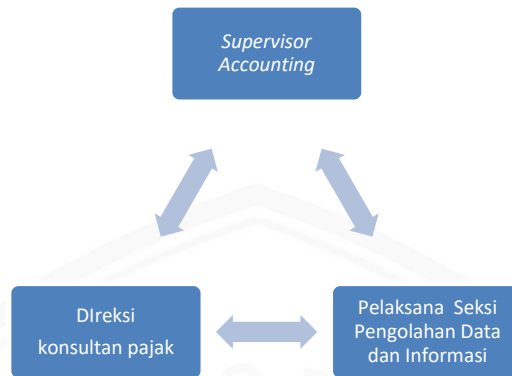 Supervisor
Accounting
DIreksi
konsultan pajak
Pelaksana Seksi
Pengolahan Data
dan Informasi